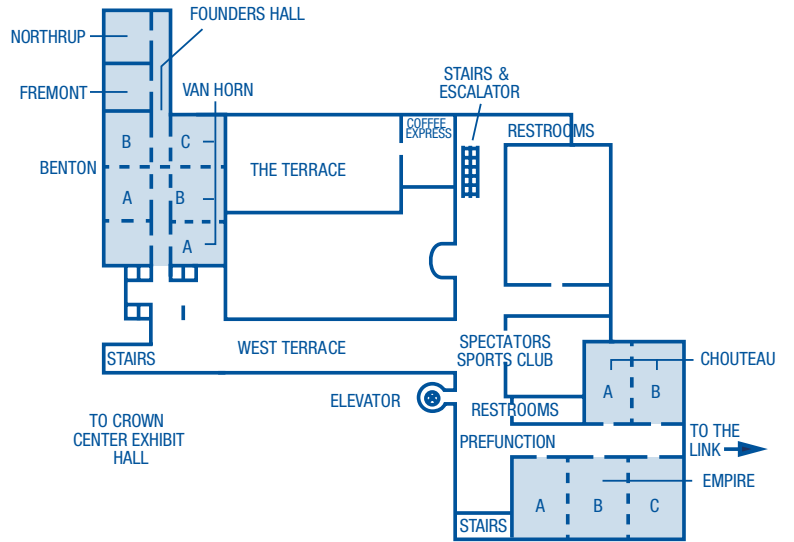 FOUNDERS HALL
NORTHRUP
FREMONT
VAN HORN
STAIRS &
ESCALATOR
COFFEE
EXPRESS
RESTROOMS
B
C
BENTON
THE TERRACE
A
B
A
SPECTATORS
SPORTS CLUB
WEST TERRACE
STAIRS
CHOUTEAU
A
B
ELEVATOR
RESTROOMS
TO CROWN
CENTER EXHIBIT
HALL
PREFUNCTION
TO THE
LINK
EMPIRE
A
B
C
STAIRS